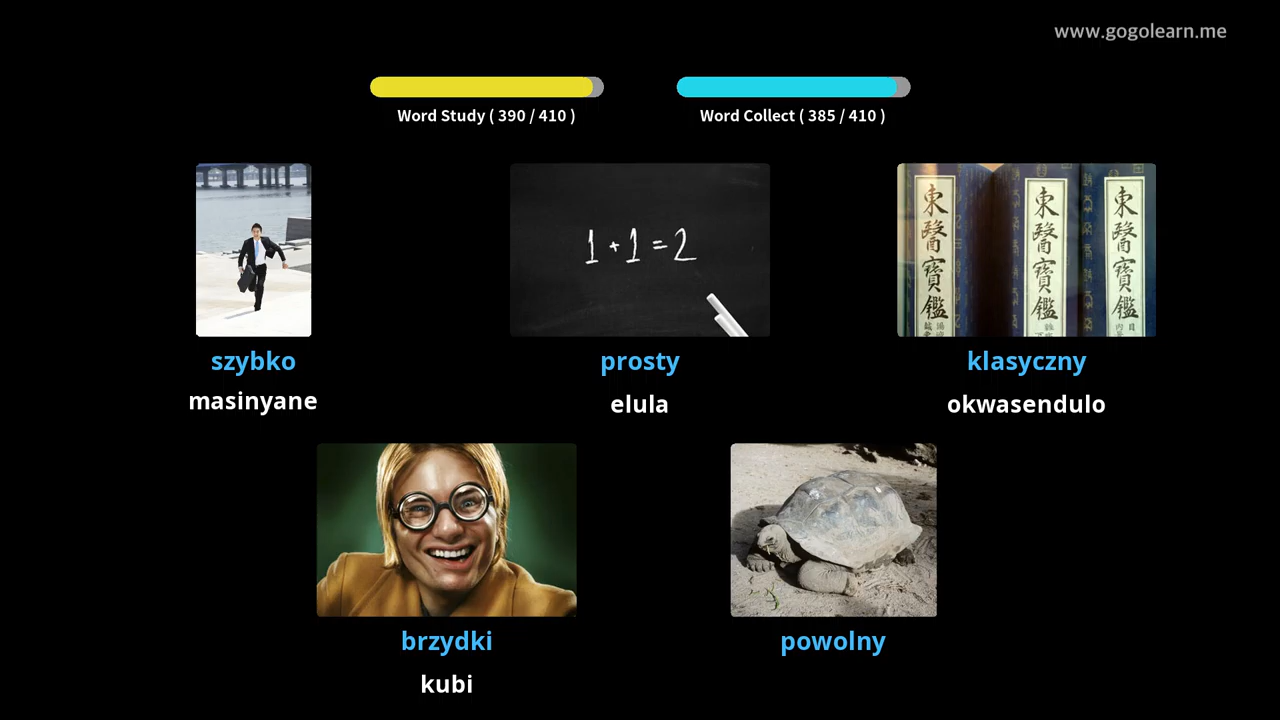 www.gogolearn.me
Word Study ( 390 / 410 )
Word Collect ( 385 / 410 )
1 + 1 = 2
東醫寶鑑
東醫寶鑑
東醫寶鑑
szybko
prosty
klasyczny
masinyane
elula
okwasendulo
brzydki
powolny
kubi